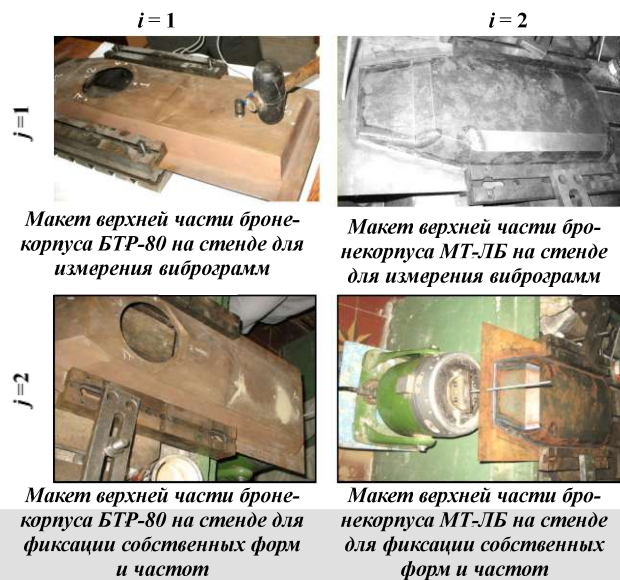 i = 1
i = 2
j=1
Макет верхней части броне-
корпуса БТР-80 на стенде для
измерения виброграмм
Макет верхней части бро-
некорпуса МТ-ЛБ на стенде
для измерения виброграмм
j=2
Макет верхней части броне-
корпуса БТР-80 на стенде для
фиксации собственных форм
и частот
Макет верхней части бро-
некорпуса МТ-ЛБ на стенде
для фиксации собственных
форм и частот